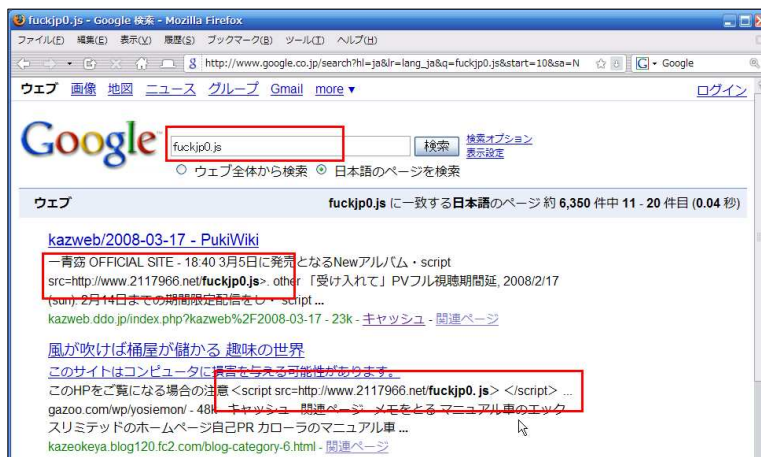 fuckjp0.js - Google 検索 - Mozilla Firefox
ファイル(F) 編集(E) 表示(V) 履歴(S) ブックマーク(B) ツール(T) ヘルプ(H)
http://www.google.co.jp/search?hl=ja&lr=lang_ja&q=fuckjp0.js&start=10&sa=N Google
ウェブ 画像 地図 ニュース グループ Gmail more ▼ ログイン
Google fuckjp0.js 検索 検索オプション
表示設定
ウェブ全体から検索 日本語のページを検索
ウェブ fuckjp0.js に一致する日本語のページ 約 6,350 件中 11 - 20 件目 (0.04 秒)
kazweb/2008-03-17 - PukiWiki
一青窈 OFFICIAL SITE - 18:40 3月5日に発売となるNewアルバム・script
src=http://www.2117966.net/fuckjp0.js>. other 「受け入れて」PVフル視聴期間延, 2008/2/17
(sun). 2月14日までの期間限定配信をし・ script ...
kazweb.ddo.jp/index.php?kazweb%2F2008-03-17 - 23k - キャッシュ - 関連ページ
風が吹けば桶屋が儲かる 趣味の世界
このサイトはコンピュータに損害を与える可能性があります。
このHPをご覧になる場合の注意<script src=http://www.2117966.net/fuckjp0. js> </script> ...
gazoo.com/wp/yosiemon/ - 48k - キャッシュ - 関連ページ - メモをとる マニュアル車のエック
スリミテッドのホームページ自己PR カローラのマニュアル車 ...
kazeokeya.blog120.fc2.com/blog-category-6.html - 関連ページ